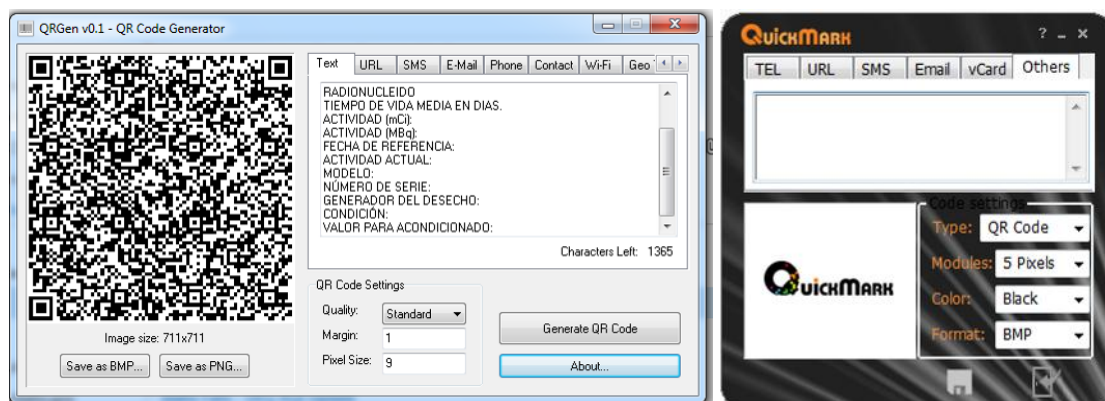 QRGen v0.1 - QR Code Generator
Text URL SMS E-Mail Phone Contact Wi-Fi Geo
RADIONUCLEIDO
TIEMPO DE VIDA MEDIA EN DIAS.
ACTIVIDAD (mCi):
ACTIVIDAD (MBq):
FECHA DE REFERENCIA:
ACTIVIDAD ACTUAL:
MODELO:
NÚMERO DE SERIE:
GENERADOR DEL DESECHO:
CONDICIÓN:
VALOR PARA ACONDICIONADO:
Characters Left: 1365
Image size: 711x711
Save as BMP... Save as PNG...
QR Code Settings
Quality: Standard
Margin: 1
Pixel Size: 9
Generate QR Code
About...
QUICKMARK
? - ×
TEL URL SMS Email vCard Others
QUICKMARK
Code settings
Type: QR Code
Modules: 5 Pixels
Color: Black
Format: BMP